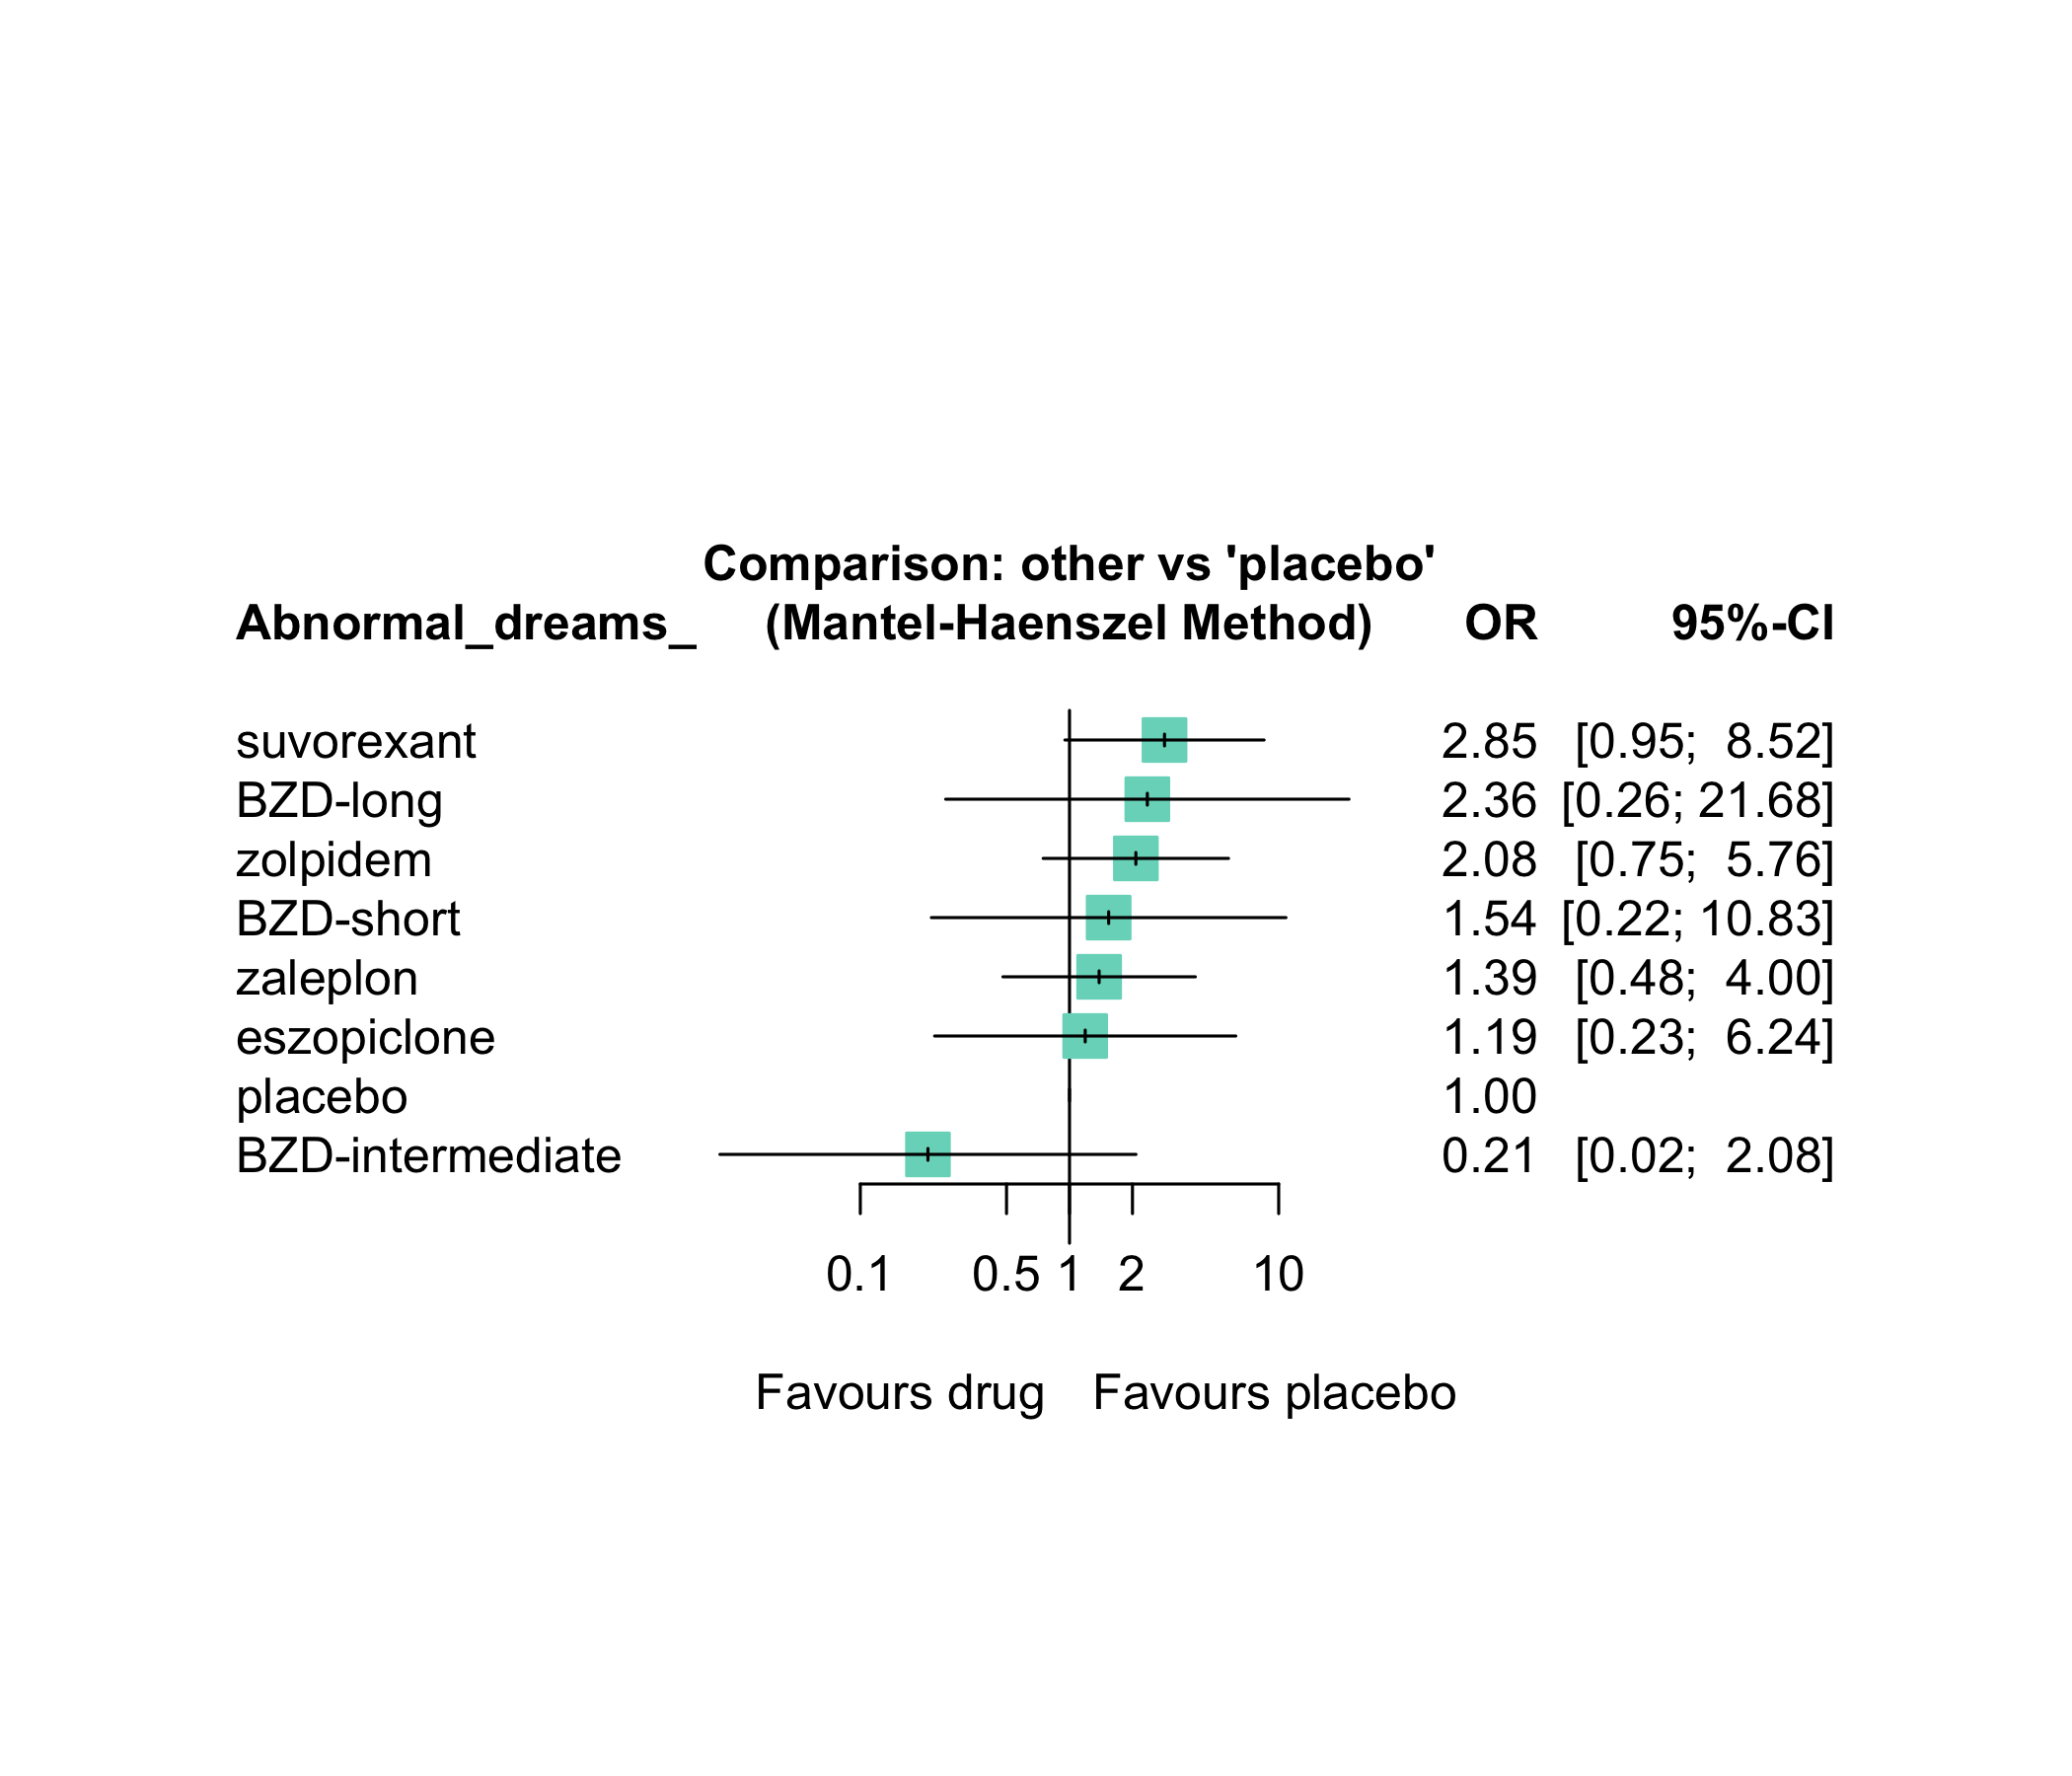 Comparison: other vs 'placebo'
Abnormal_dreams_ (Mantel-Haenszel Method) OR 95%-CI
suvorexant 2.85 [0.95; 8.52]
BZD-long 2.36 [0.26; 21.68]
zolpidem 2.08 [0.75; 5.76]
BZD-short 1.54 [0.22; 10.83]
zaleplon 1.39 [0.48; 4.00]
eszopiclone 1.19 [0.23; 6.24]
placebo 1.00
BZD-intermediate 0.21 [0.02; 2.08]
0.1 0.5 1 2 10
Favours drug Favours placebo